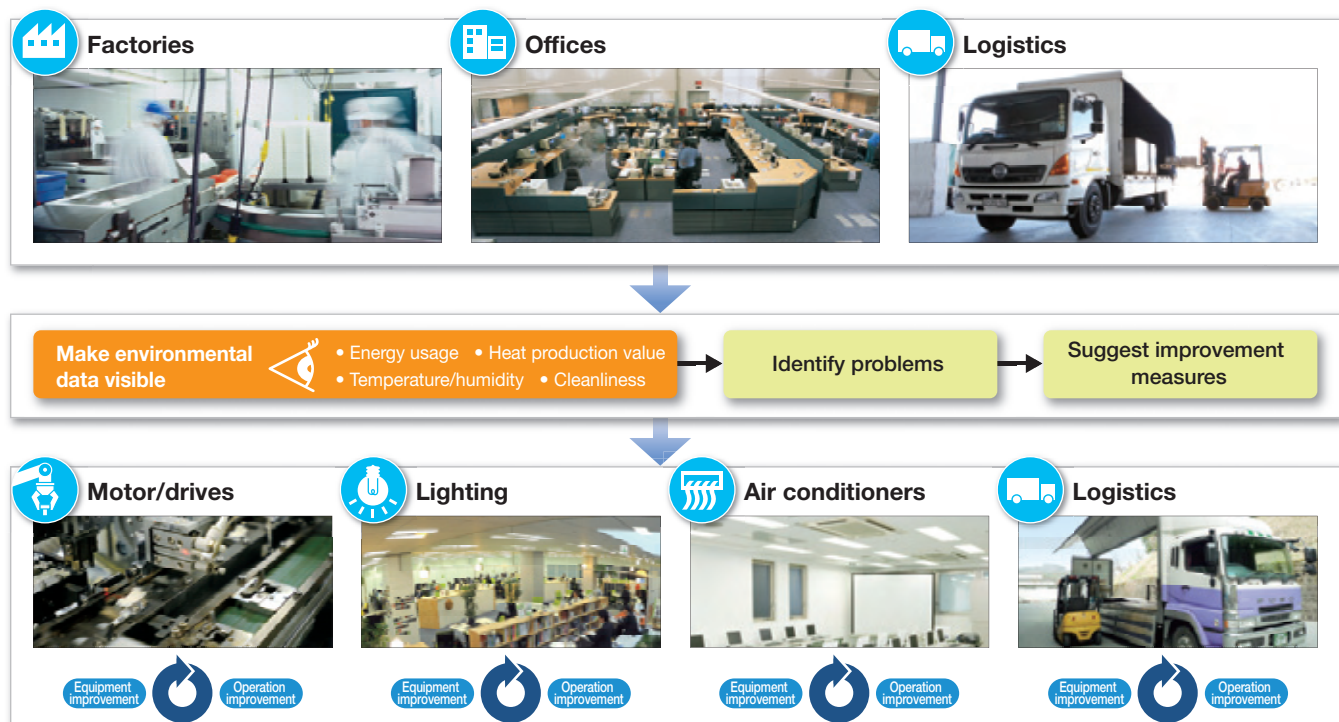 Factories
Offices
Logistics
Make environmental
data visible
• Energy usage • Heat production value
• Temperature/humidity • Cleanliness
Identify problems
Suggest improvement
measures
Motor/drives
Lighting
Air conditioners
Logistics
Equipment
improvement
Operation
improvement
Equipment
improvement
Operation
improvement
Equipment
improvement
Operation
improvement
Equipment
improvement
Operation
improvement